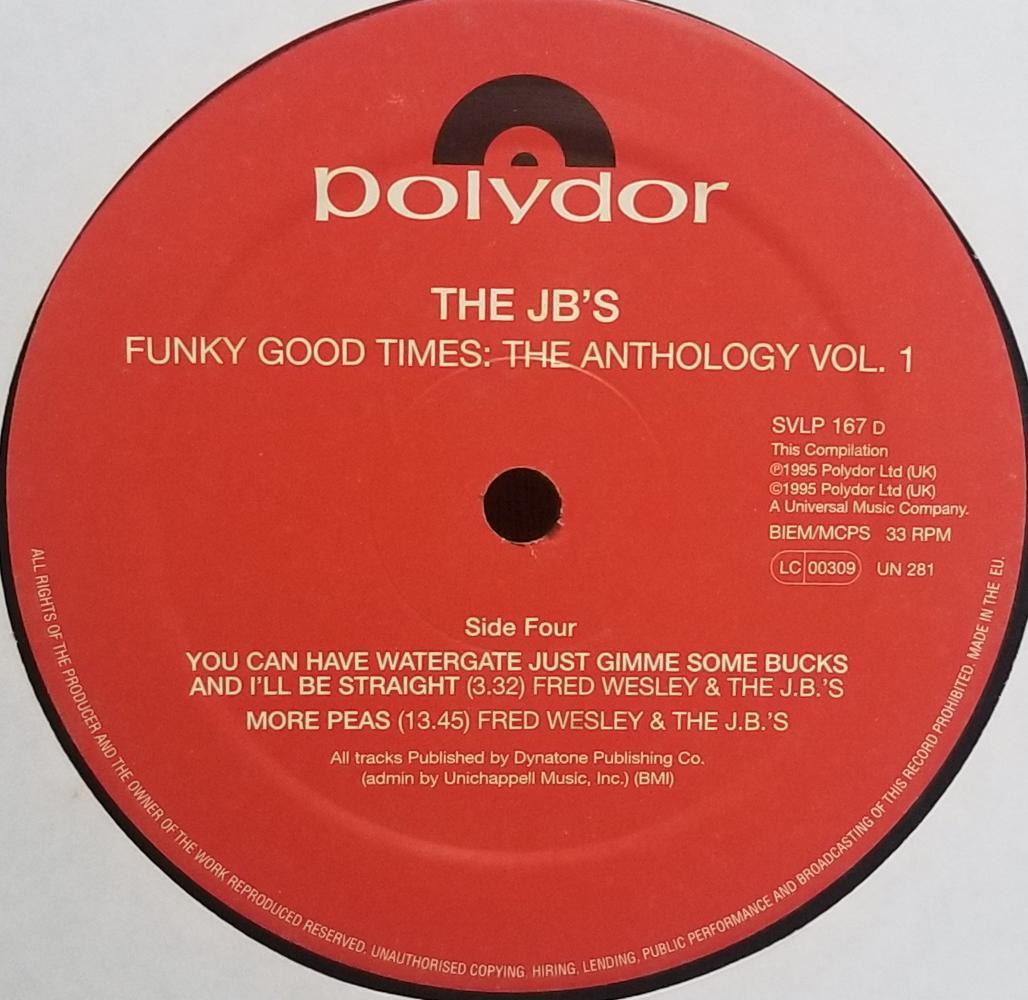 polydor
THE JB'S
FUNKY GOOD TIMES: THE ANTHOLOGY VOL. 1
SVLP 167 D
This Compilation
℗1995 Polydor Ltd (UK)
©1995 Polydor Ltd (UK)
A Universal Music Company.
BIEM/MCPS 33 RPM
LC 00309 UN 281
Side Four
YOU CAN HAVE WATERGATE JUST GIMME SOME BUCKS
AND I'LL BE STRAIGHT (3.32) FRED WESLEY & THE J.B.'S
MORE PEAS (13.45) FRED WESLEY & THE J.B.'S
All tracks Published by Dynatone Publishing Co.
(admin by Unichappell Music, Inc.) (BMI)
ALL RIGHTS OF THE PRODUCER AND THE OWNER OF THE WORK REPRODUCED RESERVED. UNAUTHORISED COPYING, HIRING, LENDING, PUBLIC PERFORMANCE AND BROADCASTING OF THIS RECORD PROHIBITED. MADE IN THE EU.